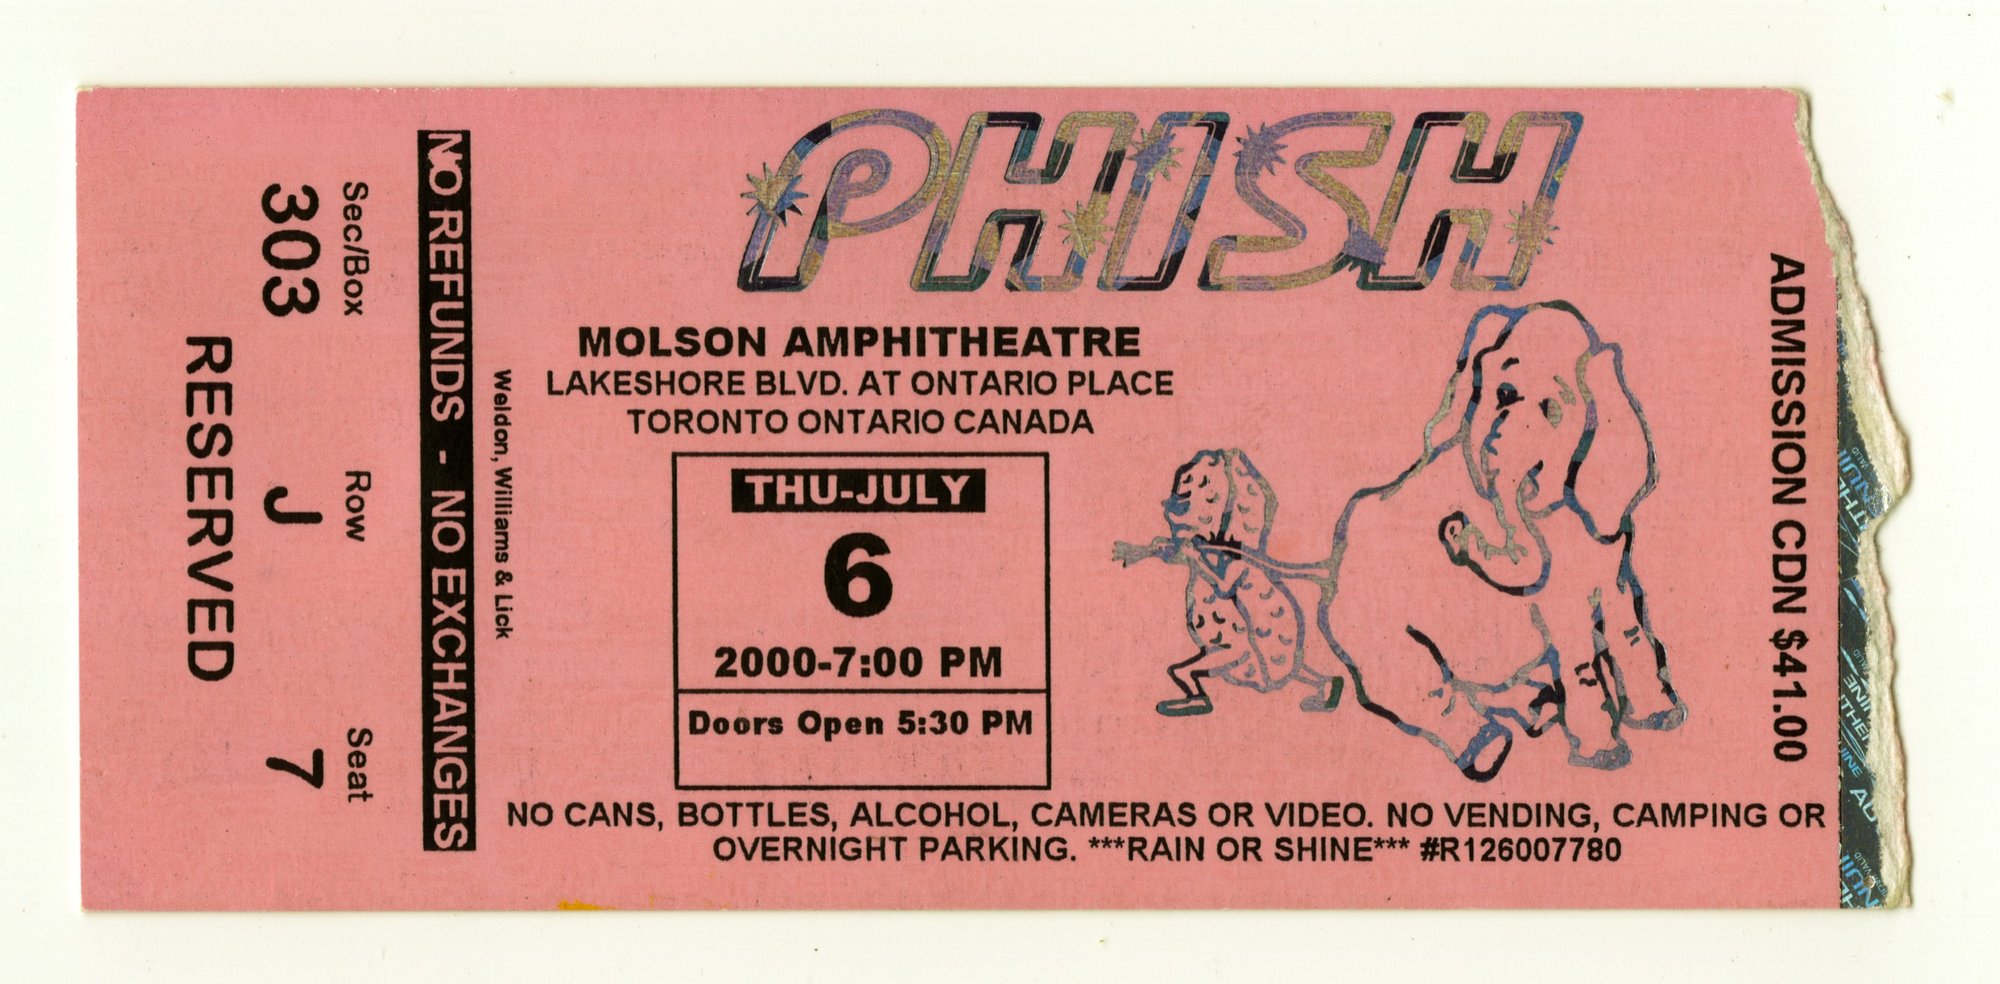 PHISH
MOLSON AMPHITHEATRE
LAKESHORE BLVD. AT ONTARIO PLACE
TORONTO ONTARIO CANADA
THU-JULY
6
2000-7:00 PM
Doors Open 5:30 PM
NO CANS, BOTTLES, ALCOHOL, CAMERAS OR VIDEO. NO VENDING, CAMPING OR
OVERNIGHT PARKING. ***RAIN OR SHINE*** #R126007780
ADMISSION CDN $41.00
Weldon, Williams & Lick
NO REFUNDS - NO EXCHANGES
Sec/Box Row Seat
303 J 7
RESERVED